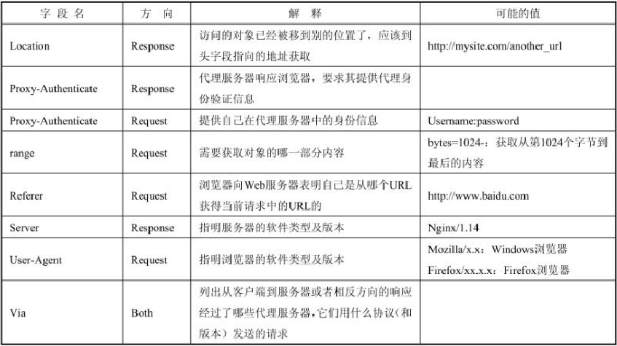 字 段 名 方 向 解 释 可能的值
Location Response 访问的对象已经被移到别的位置了，应该到 http://mysite.com/another_url
头字段指向的地址获取
Proxy-Authenticate Response 代理服务器响应浏览器，要求其提供代理身
份验证信息
Proxy-Authenticate Request 提供自己在代理服务器中的身份信息 Username:password
range Request 需要获取对象的哪一部分内容 bytes=1024-：获取从第1024个字节到
最后的内容
Referer Request 浏览器向Web服务器表明自己是从哪个URL http://www.baidu.com
获得当前请求中的URL的
Server Response 指明服务器的软件类型及版本 Nginx/1.14
User-Agent Request 指明浏览器的软件类型及版本 Mozilla/x.x：Windows浏览器
Firefox/xx.x.x：Firefox浏览器
Via Both 列出从客户端到服务器或者相反方向的响应
经过了哪些代理服务器，它们用什么协议（和
版本）发送的请求